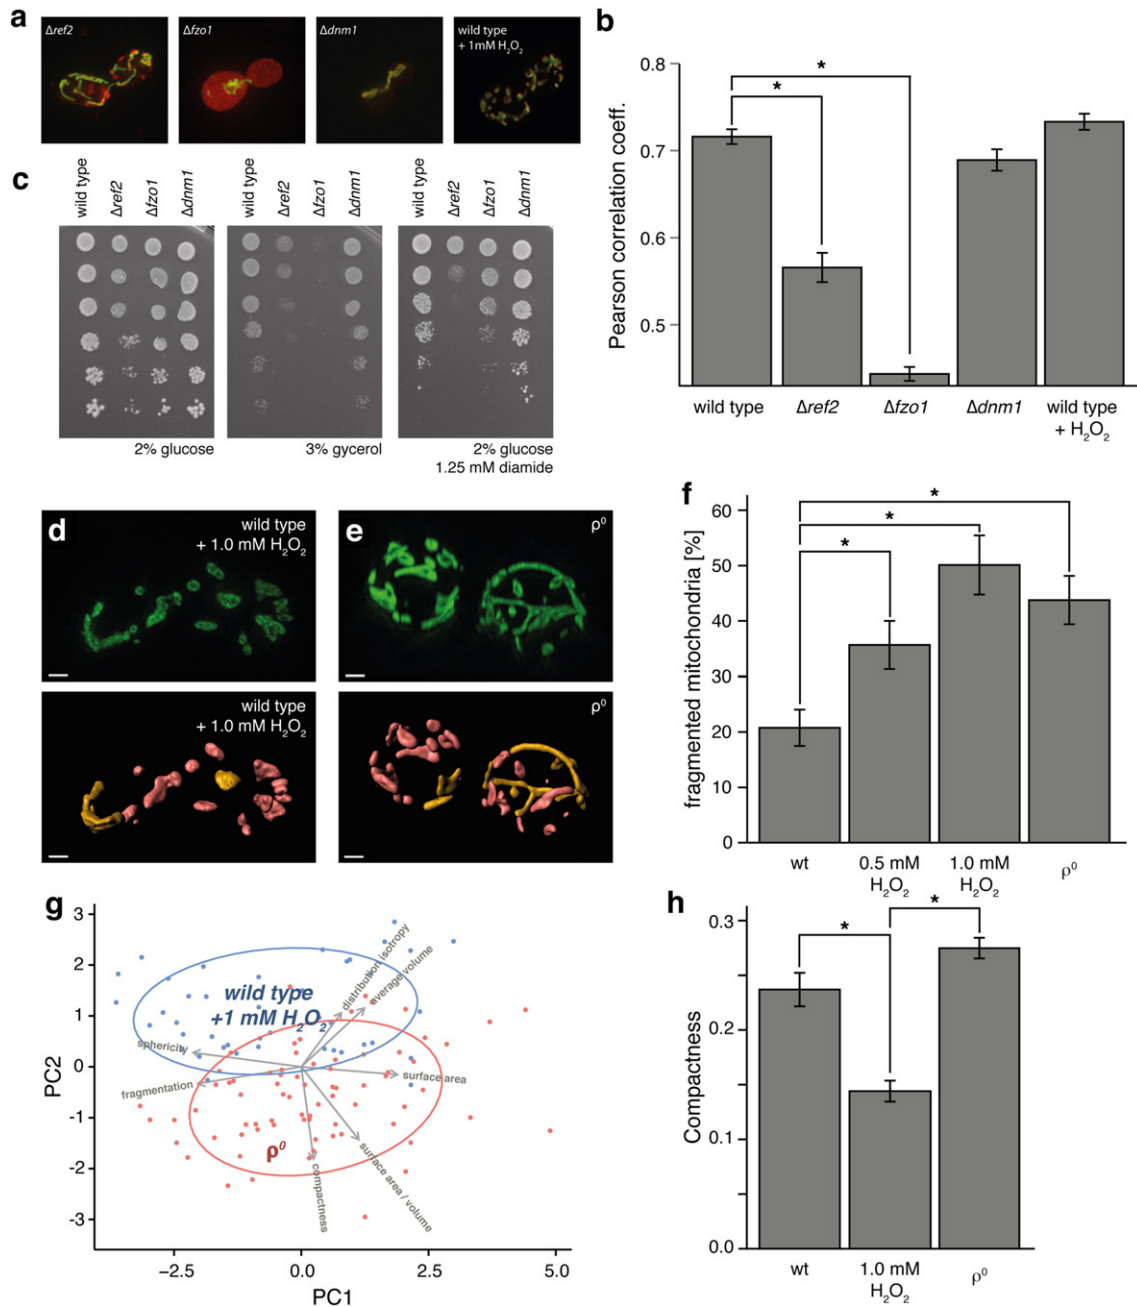 a
Δref2
Δfzo1
Δdnm1
wild type
+ 1mM H₂O₂
b
Pearson correlation coeff.
0.8
0.7
0.6
0.5
*
*
wild type
Δref2
Δfzo1
Δdnm1
wild type
+ H₂O₂
c
wild type
Δref2
Δfzo1
Δdnm1
wild type
Δref2
Δfzo1
Δdnm1
wild type
Δref2
Δfzo1
Δdnm1
2% glucose
3% gycerol
2% glucose
1.25 mM diamide
d
wild type
+ 1.0 mM H₂O₂
wild type
+ 1.0 mM H₂O₂
e
ρ⁰
ρ⁰
f
fragmented mitochondria [%]
60
50
40
30
20
10
0
*
*
*
wt
0.5 mM
H₂O₂
1.0 mM
H₂O₂
ρ⁰
g
PC2
3
2
1
0
-1
-2
-3
wild type
+1 mM H₂O₂
distribution isotropy
average volume
sphericity
fragmentation
surface area
surface area / volume
compactness
ρ⁰
−2.5
0.0
2.5
5.0
PC1
h
Compactness
0.3
0.2
0.1
0.0
*
*
wt
1.0 mM
H₂O₂
ρ⁰